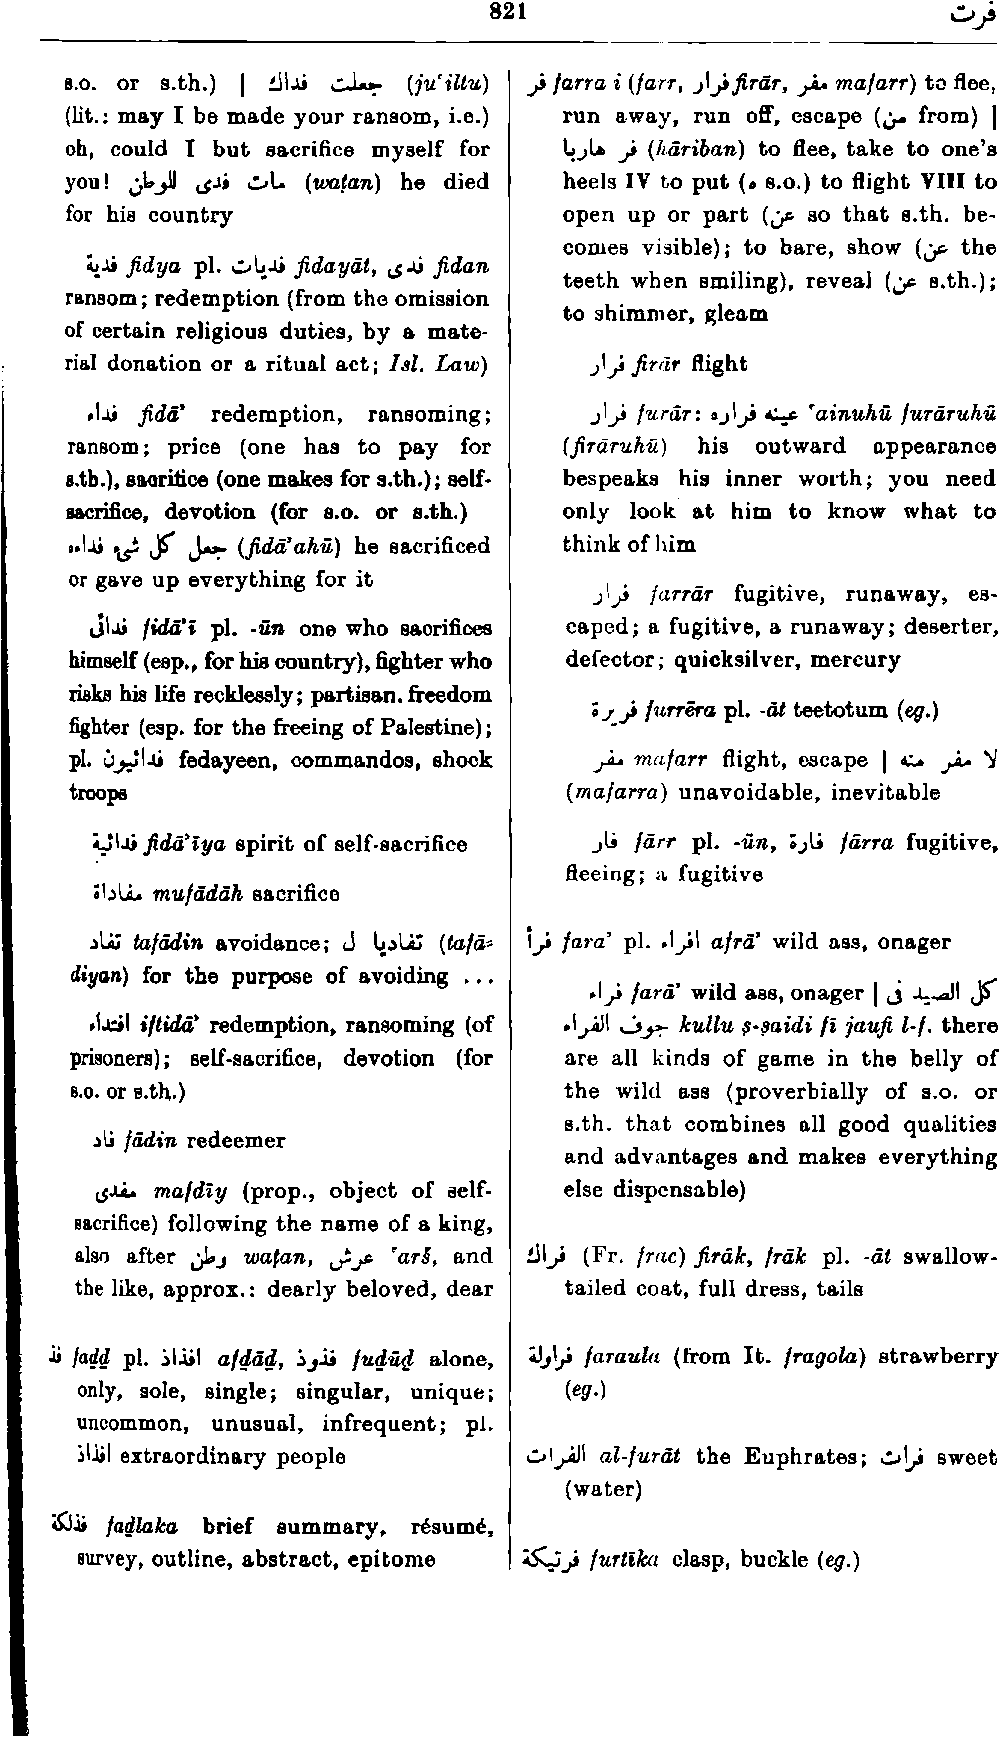 821
فرت
s.o. or s.th.) | جعلت فداك (ju‘iltu)
(lit.: may I be made your ransom, i.e.)
oh, could I but sacrifice myself for
you! مات فدى للوطن (waṭan) he died
for his country
فدية fidya pl. فديات fidayāt, فدى fidan
ransom; redemption (from the omission
of certain religious duties, by a mate-
rial donation or a ritual act; Isl. Law)
فداء fidā’ redemption, ransoming;
ransom; price (one has to pay for
s.th.), sacrifice (one makes for s.th.); self-
sacrifice, devotion (for s.o. or s.th.)
جعل كل شىء فداءه (fidā’ahū) he sacrificed
or gave up everything for it
فدائى fidā’ī pl. -ūn one who sacrifices
himself (esp., for his country), fighter who
risks his life recklessly; partisan. freedom
fighter (esp. for the freeing of Palestine);
pl. فدائيون fedayeen, commandos, shock
troops
فدائية fidā’īya spirit of self-sacrifice
مفاداة mufādāh sacrifice
تفاد tafādin avoidance; تفاديا ل (tafā-
diyan) for the purpose of avoiding ...
افتداء iftidā’ redemption, ransoming (of
prisoners); self-sacrifice, devotion (for
s.o. or s.th.)
فاد fādin redeemer
مفدى mafdīy (prop., object of self-
sacrifice) following the name of a king,
also after وطن waṭan, عرش ‘arš, and
the like, approx.: dearly beloved, dear
فذ faḏḏ pl. افذاذ afḏāḏ, فذوذ fuḏūḏ alone,
only, sole, single; singular, unique;
uncommon, unusual, infrequent; pl.
افذاذ extraordinary people
فذلكة faḏlaka brief summary, résumé,
survey, outline, abstract, epitome
فر farra i (farr, فرار firār, مفر mafarr) to flee,
run away, run off, escape (من from) |
فر هاربا (hāriban) to flee, take to one’s
heels IV to put (ه s.o.) to flight VIII to
open up or part (عن so that s.th. be-
comes visible); to bare, show (عن the
teeth when smiling), reveal (عن s.th.);
to shimmer, gleam
فرار firār flight
فرار furār: عينه فراره ‘ainuhū furāruhū
(firāruhū) his outward appearance
bespeaks his inner worth; you need
only look at him to know what to
think of him
فرار farrār fugitive, runaway, es-
caped; a fugitive, a runaway; deserter,
defector; quicksilver, mercury
فريرة furrēra pl. -āt teetotum (eg.)
مفر mafarr flight, escape | لا مفر منه
(mafarra) unavoidable, inevitable
فار fārr pl. -ūn, فارة fārra fugitive,
fleeing; a fugitive
فرأ fara’ pl. افراء afrā’ wild ass, onager
فراء farā’ wild ass, onager | كل الصيد فى
جوف الفراء kullu ṣ-ṣaidi fī jaufi l-f. there
are all kinds of game in the belly of
the wild ass (proverbially of s.o. or
s.th. that combines all good qualities
and advantages and makes everything
else dispensable)
فراك (Fr. frac) firāk, frāk pl. -āt swallow-
tailed coat, full dress, tails
فراولة faraula (from It. fragola) strawberry
(eg.)
الفرات al-furāt the Euphrates; فرات sweet
(water)
فرتيكة furtīka clasp, buckle (eg.)